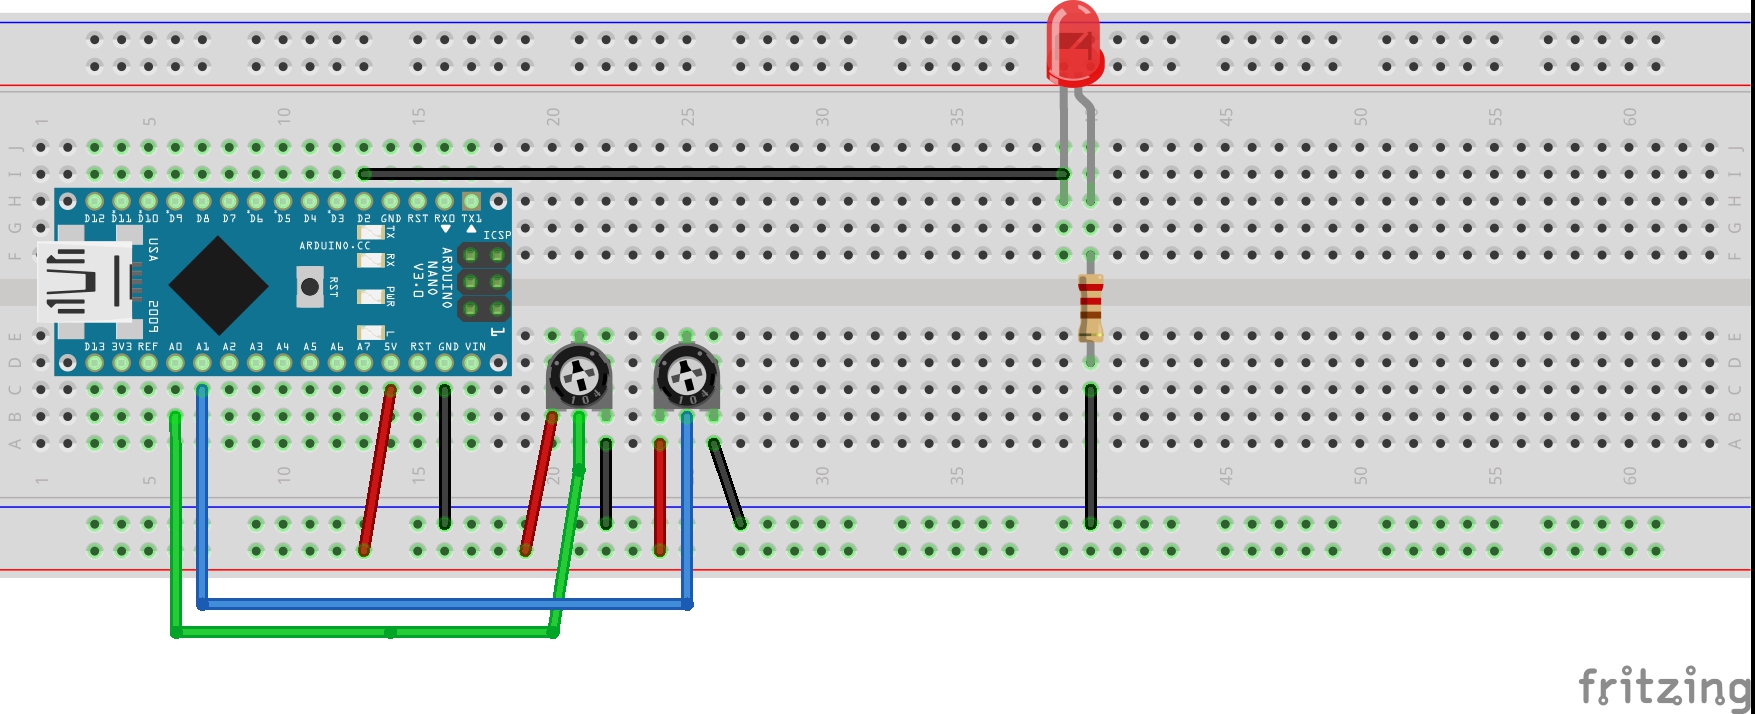 1 5 10 15 20 25 30 35 40 45 50 55 60
J J
I I
H H
G G
F F
D12 D11 D10 D9 D8 D7 D6 D5 D4 D3 D2 GND RST RX0 TX1
ICSP
USA
ARDUINO.CC
TX
RX
PWR
L
RST
ARDUINO
NANO
V3.0
2009
1
D13 3V3 REF A0 A1 A2 A3 A4 A5 A6 A7 5V RST GND VIN
104
104
E E
D D
C C
B B
A A
1 5 10 15 20 25 30 35 45 50 55 60
fritzing